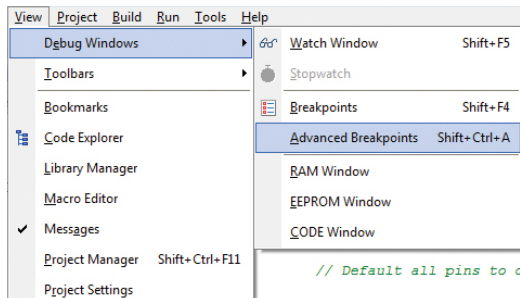 View Project Build Run Tools Help
Debug Windows
Toolbars
Bookmarks
Code Explorer
Library Manager
Macro Editor
Messages
Project Manager Shift+Ctrl+F11
Project Settings
Watch Window Shift+F5
Stopwatch
Breakpoints Shift+F4
Advanced Breakpoints Shift+Ctrl+A
RAM Window
EEPROM Window
CODE Window
// Default all pins to